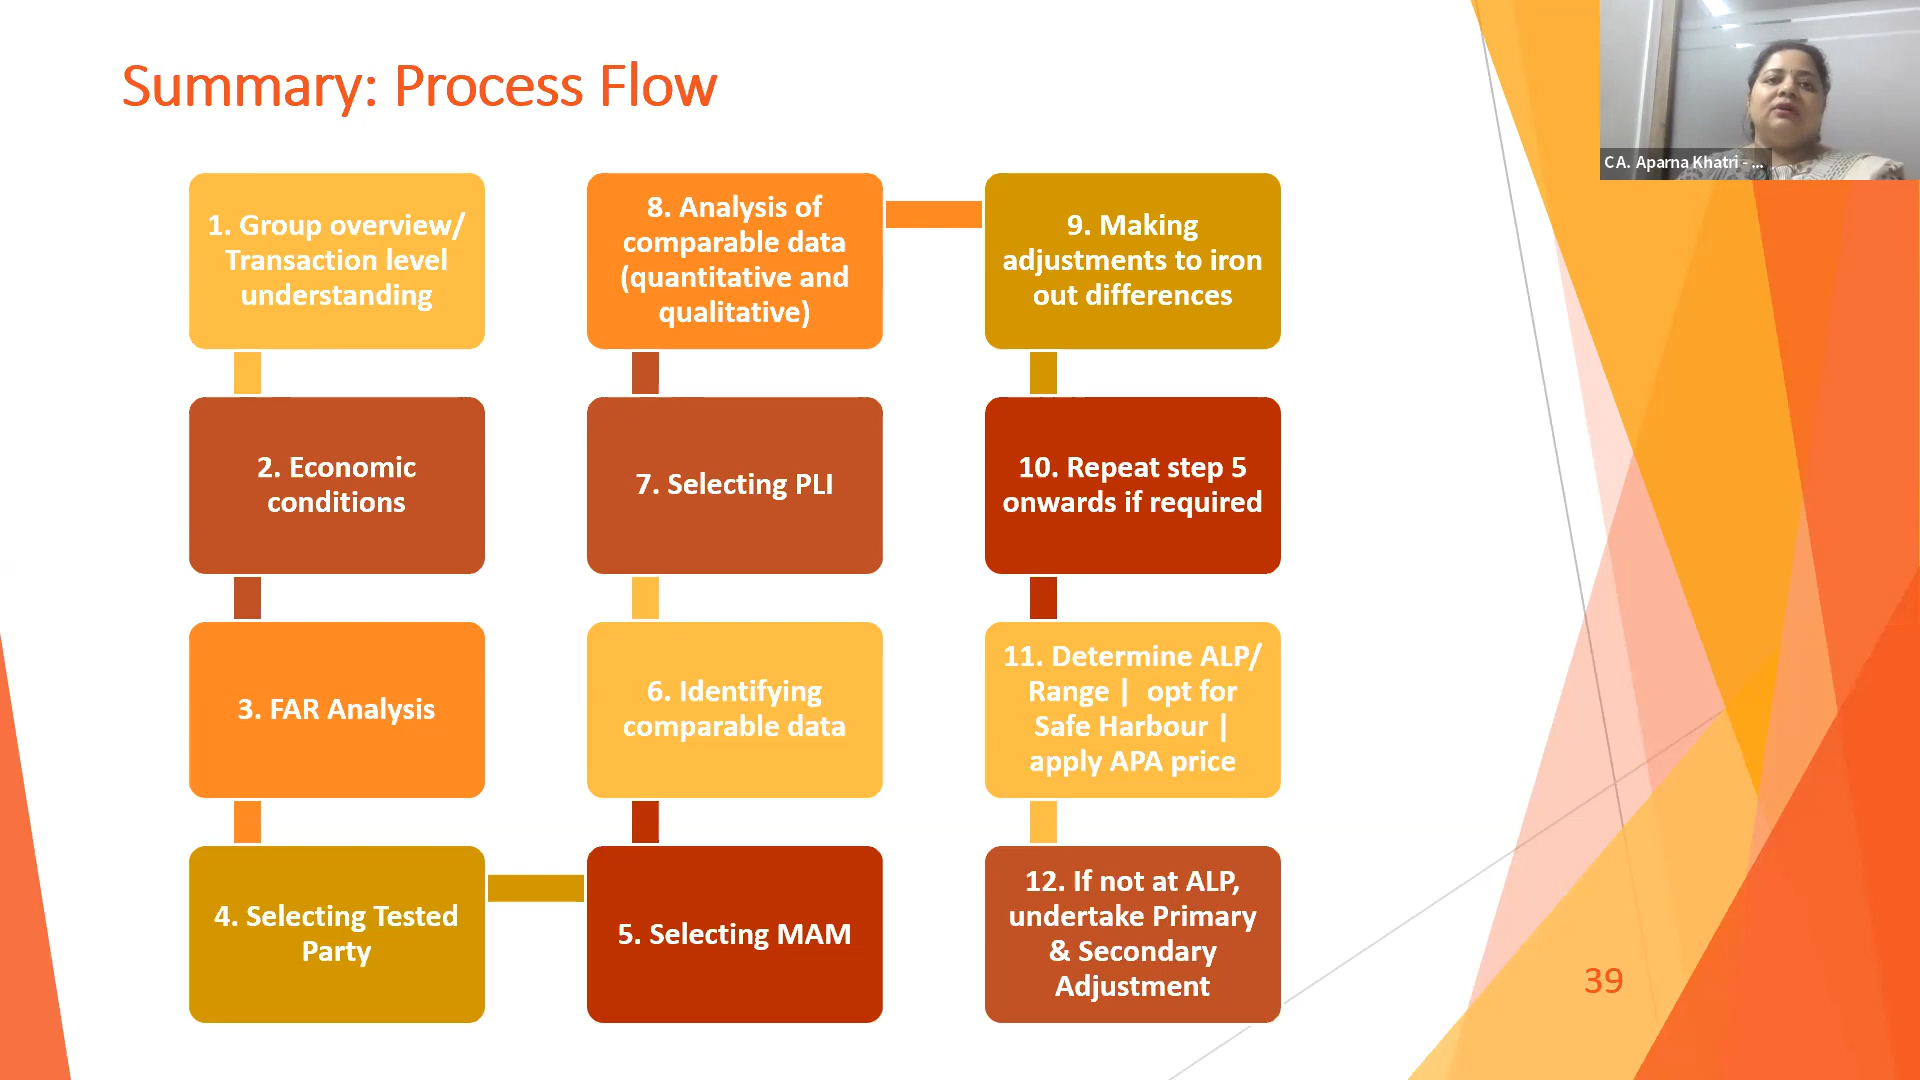 Summary: Process Flow
1. Group overview/
Transaction level
understanding
2. Economic
conditions
3. FAR Analysis
4. Selecting Tested
Party
5. Selecting MAM
6. Identifying
comparable data
7. Selecting PLI
8. Analysis of
comparable data
(quantitative and
qualitative)
9. Making
adjustments to iron
out differences
10. Repeat step 5
onwards if required
11. Determine ALP/
Range | opt for
Safe Harbour |
apply APA price
12. If not at ALP,
undertake Primary
& Secondary
Adjustment
39
CA. Aparna Khatri - ...